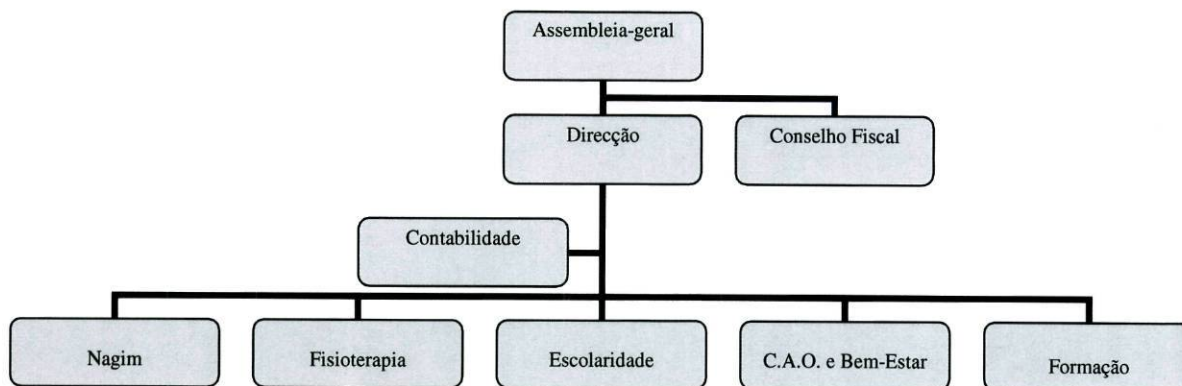 Assembleia-geral
Direcção
Conselho Fiscal
Contabilidade
Nagim
Fisioterapia
Escolaridade
C.A.O. e Bem-Estar
Formação